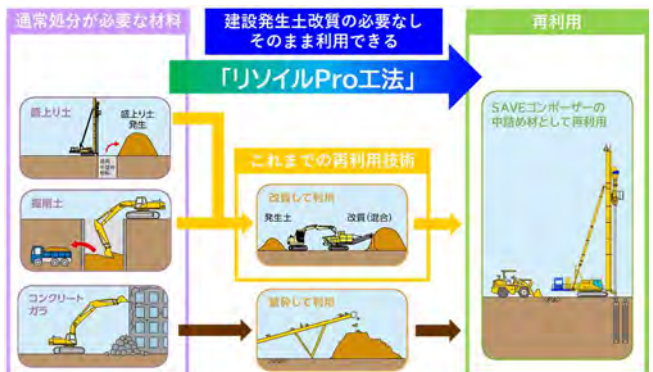 通常処分が必要な材料
建設発生土改質の必要なし
そのまま利用できる
再利用
「リソイルPro工法」
盛上り土
盛上り土
発生
掘削土
コンクリート
ガラ
これまでの再利用技術
改質して利用
発生土
改質(混合)
破砕して利用
SAVEコンポーザーの
中詰め材として再利用